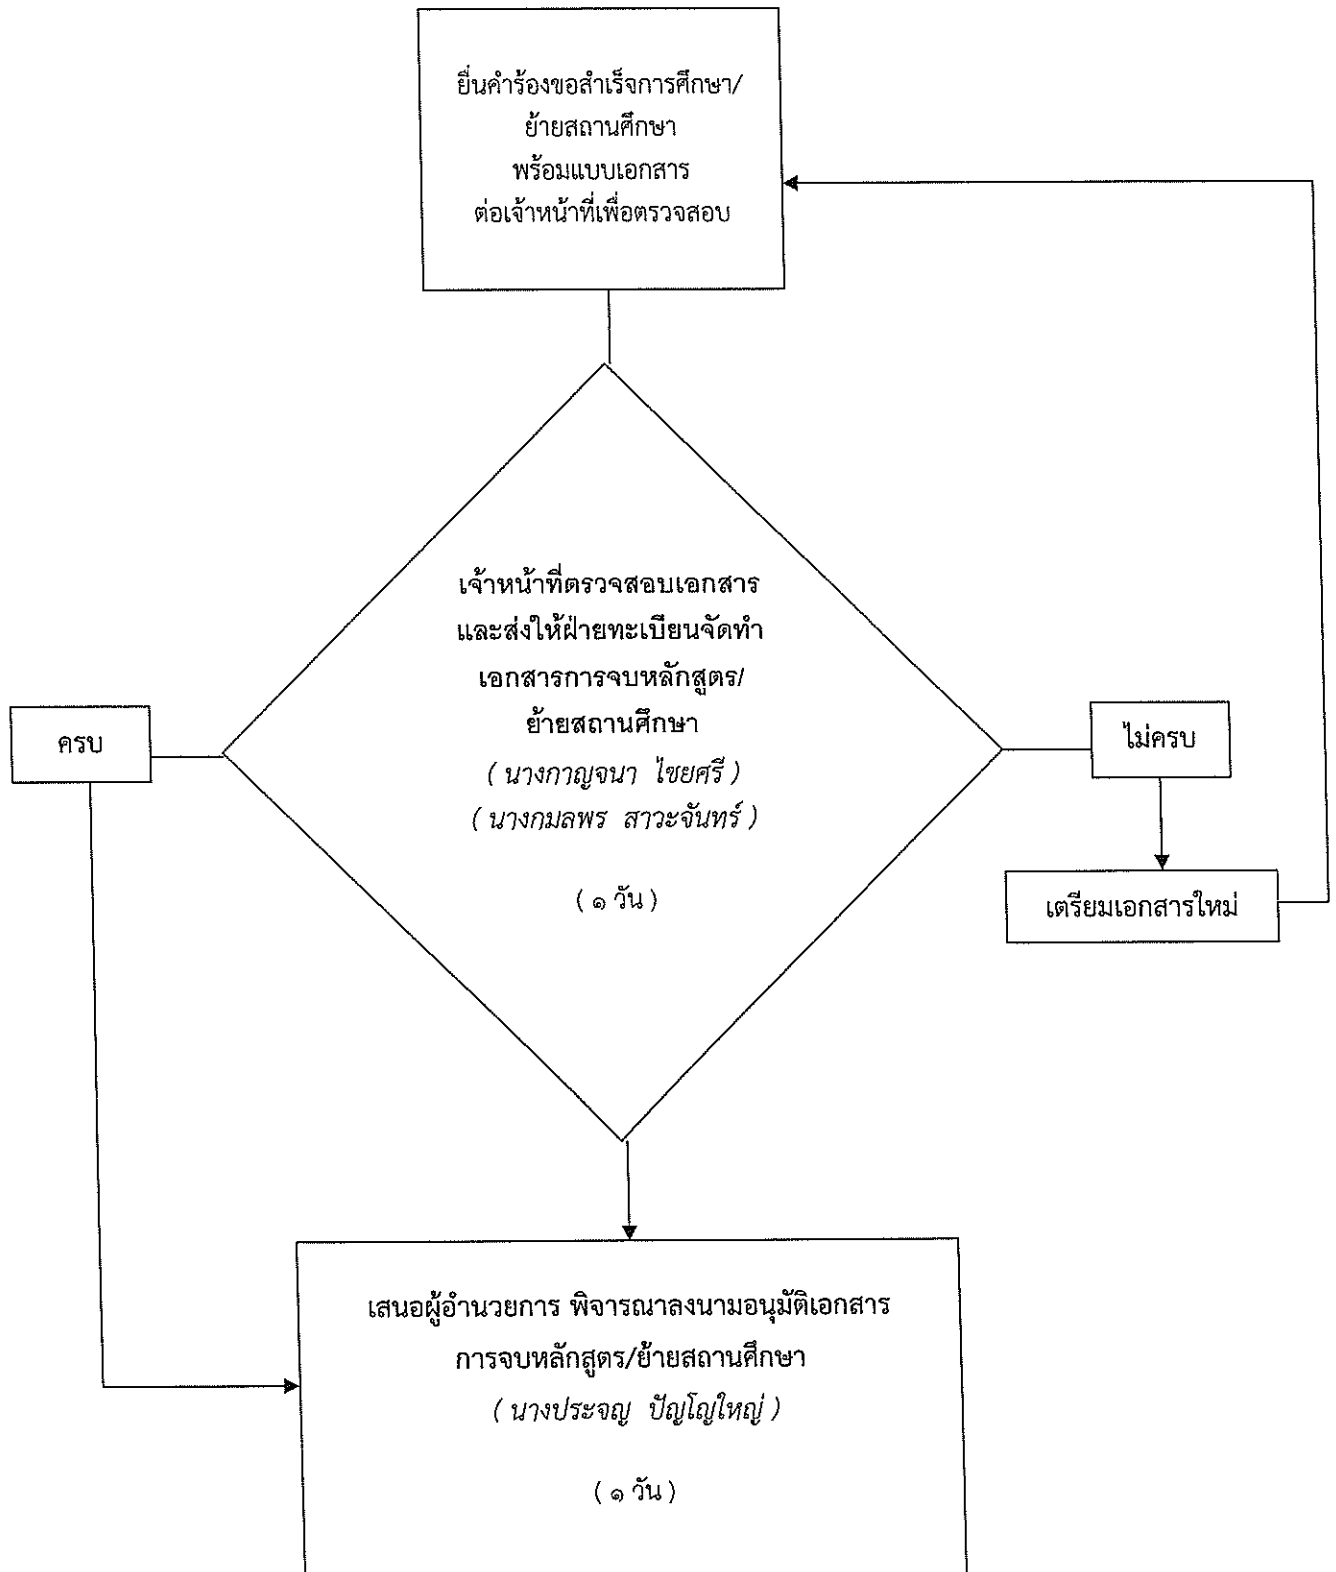 ยื่นคำร้องขอสำเร็จการศึกษา/
ย้ายสถานศึกษา
พร้อมแบบเอกสาร
ต่อเจ้าหน้าที่เพื่อตรวจสอบ
เจ้าหน้าที่ตรวจสอบเอกสาร
และส่งให้ฝ่ายทะเบียนจัดทำ
เอกสารการจบหลักสูตร/
ย้ายสถานศึกษา
( นางกาญจนา ไชยศรี )
( นางกมลพร สาวะจันทร์ )
( ๑ วัน )
ครบ
ไม่ครบ
เตรียมเอกสารใหม่
เสนอผู้อำนวยการ พิจารณาลงนามอนุมัติเอกสาร
การจบหลักสูตร/ย้ายสถานศึกษา
( นางประจญ ปัญโญใหญ่ )
( ๑ วัน )